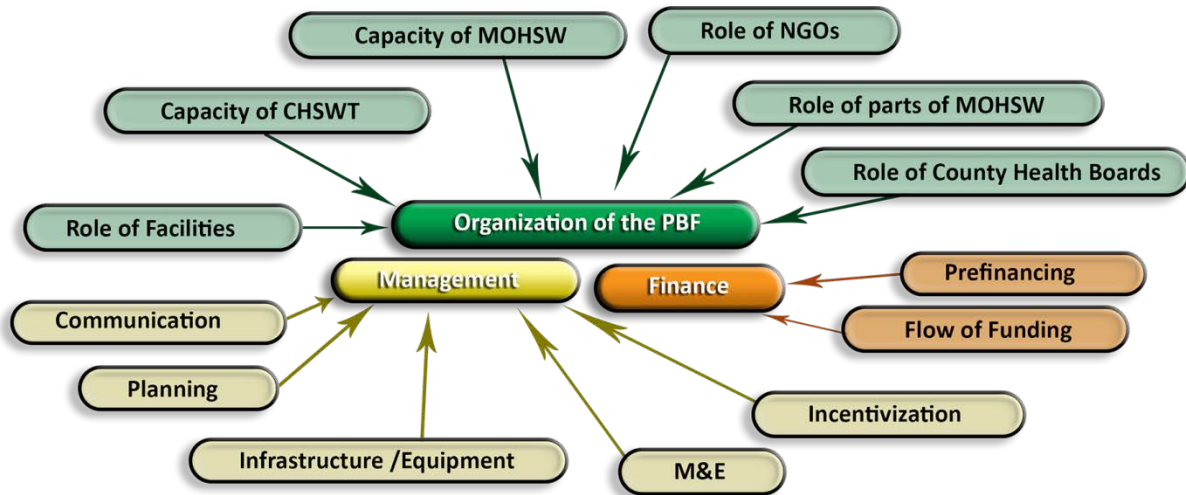 Capacity of MOHSW
Role of NGOs
Capacity of CHSWT
Role of parts of MOHSW
Role of County Health Boards
Role of Facilities
Organization of the PBF
Management
Finance
Prefinancing
Communication
Flow of Funding
Planning
Incentivization
Infrastructure /Equipment
M&E